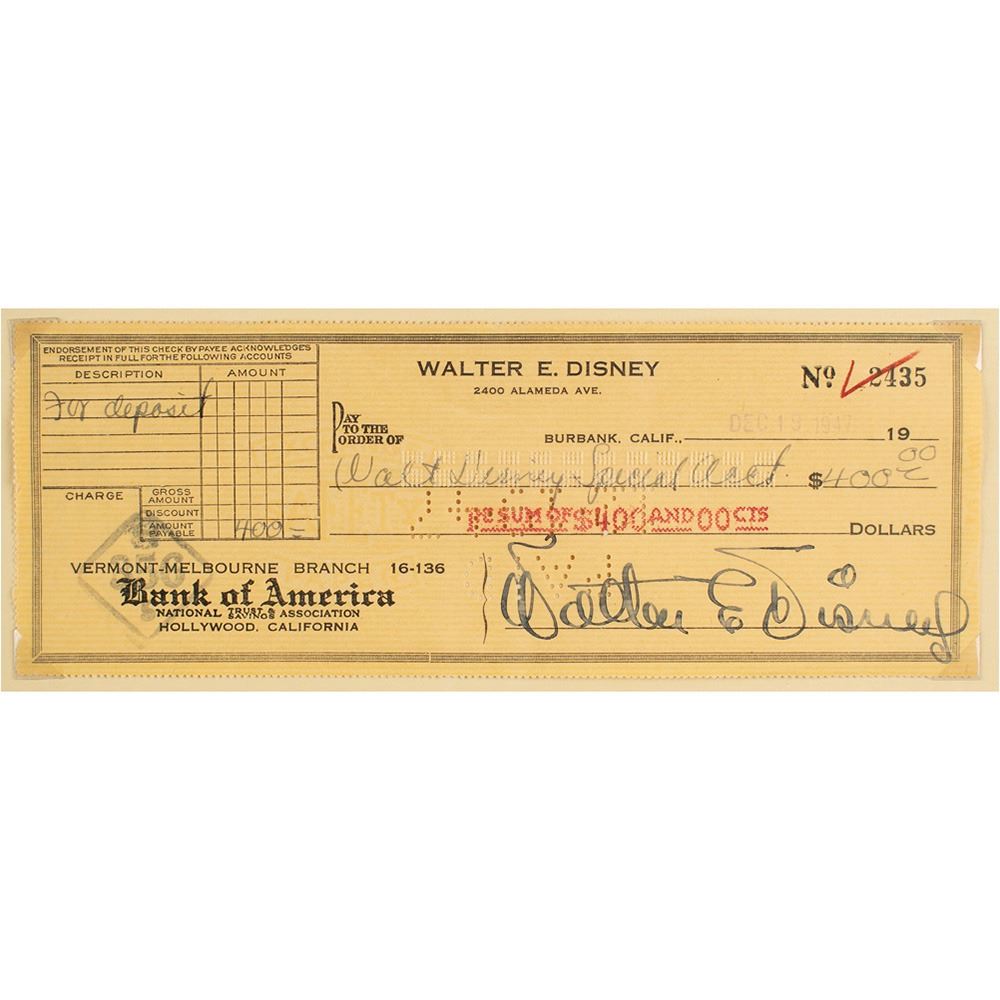 ENDORSEMENT OF THIS CHECK BY PAYEE ACKNOWLEDGES
RECEIPT IN FULL FOR THE FOLLOWING ACCOUNTS
DESCRIPTION AMOUNT
For deposit
CHARGE GROSS AMOUNT
DISCOUNT
AMOUNT PAYABLE 400 =
WALTER E. DISNEY
2400 ALAMEDA AVE.
Nº 2435
PAY TO THE ORDER OF
BURBANK, CALIF., DEC 19 1947 19
Walt Disney Special Acct. $ 400 00
THE SUM OF $400 AND 00 CTS DOLLARS
VERMONT-MELBOURNE BRANCH 16-136
Bank of America
NATIONAL TRUST & SAVINGS ASSOCIATION
HOLLYWOOD, CALIFORNIA
Walter E Disney